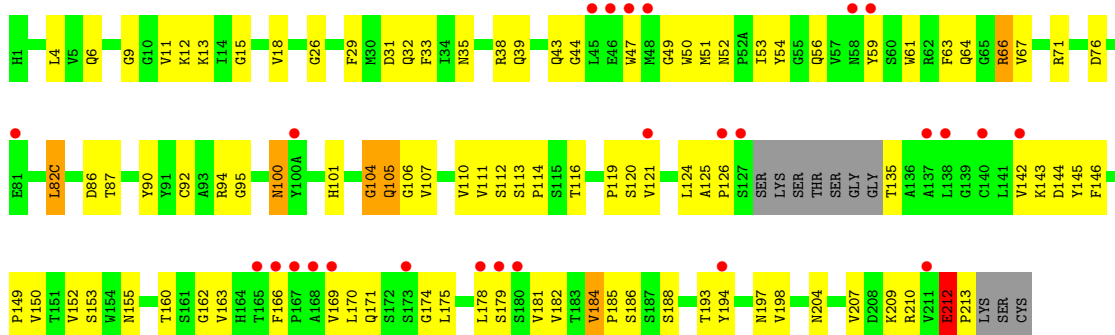 H1 L4 V5 Q6 G9 G10 V11 K12 K13 I14 G15 V18 G26 F29 M30 D31 Q32 F33 I34 N35 R38 Q39 Q43 G44 L45 E46 W47 M48 G49 W50 M51 N52 P52A I53 Y54 G55 Q56 V57 N58 Y59 S60 W61 R62 F63 Q64 G65 R66 V67 R71 D76
E81 L82C D86 T87 Y90 Y91 C92 A93 R94 G95 N100 Y100A H101 G104 Q105 G106 V107 V110 V111 S112 S113 P114 S115 T116 P119 S120 V121 L124 A125 P126 S127 SER LYS SER THR SER GLY GLY T135 A136 A137 L138 G139 C140 L141 V142 K143 D144 Y145 F146
P149 V150 T151 V152 S153 W154 N155 T160 S161 G162 V163 H164 T165 F166 P167 A168 V169 L170 Q171 S172 S173 G174 L175 L178 S179 S180 V181 V182 T183 V184 P185 S186 S187 S188 T193 Y194 N197 V198 N204 V207 D208 K209 R210 V211 E212 P213 LYS SER CYS